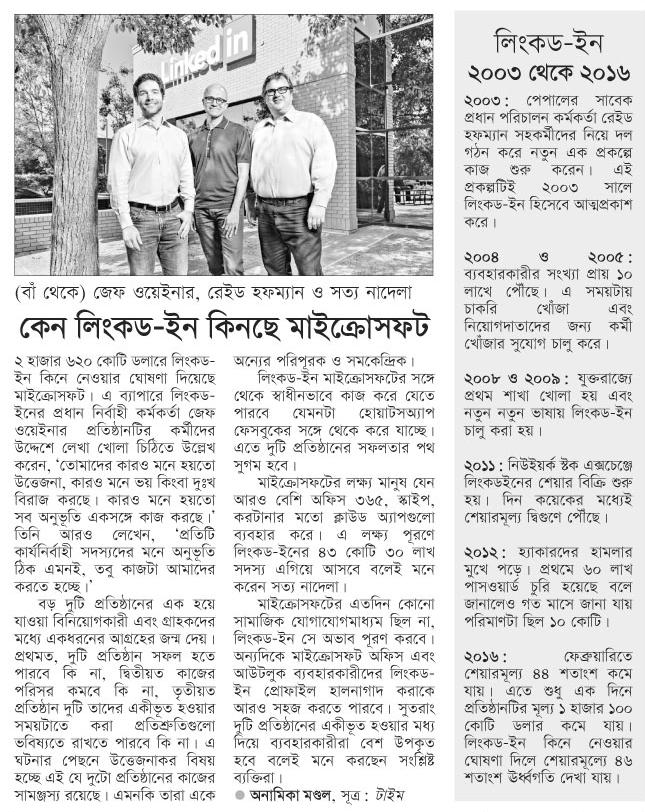 Linked in
(বাঁ থেকে) জেফ ওয়েইনার, রেইড হফম্যান ও সত্য নাদেলা
কেন লিংকড-ইন কিনছে মাইক্রোসফট
২ হাজার ৬২০ কোটি ডলারে লিংকড-
ইন কিনে নেওয়ার ঘোষণা দিয়েছে
মাইক্রোসফট। এ ব্যাপারে লিংকড-
ইনের প্রধান নির্বাহী কর্মকর্তা জেফ
ওয়েইনার প্রতিষ্ঠানটির কর্মীদের
উদ্দেশে লেখা খোলা চিঠিতে উল্লেখ
করেন, ‘তোমাদের কারও মনে হয়তো
উত্তেজনা, কারও মনে ভয় কিংবা দুঃখ
বিরাজ করছে। কারও মনে হয়তো
সব অনুভূতি একসঙ্গে কাজ করছে।’
তিনি আরও লেখেন, ‘প্রতিটি
কার্যনির্বাহী সদস্যদের মনে অনুভূতি
ঠিক এমনই, তবু কাজটা আমাদের
করতে হচ্ছে।’
বড় দুটি প্রতিষ্ঠানের এক হয়ে
যাওয়া বিনিয়োগকারী এবং গ্রাহকদের
মধ্যে একধরনের আগ্রহের জন্ম দেয়।
প্রথমত, দুটি প্রতিষ্ঠান সফল হতে
পারবে কি না, দ্বিতীয়ত কাজের
পরিসর কমবে কি না, তৃতীয়ত
প্রতিষ্ঠান দুটি তাদের একীভূত হওয়ার
সময়টাতে করা প্রতিশ্রুতিগুলো
ভবিষ্যতে রাখতে পারবে কি না। এ
ঘটনার পেছনে উত্তেজনাকর বিষয়
হচ্ছে এই যে দুটো প্রতিষ্ঠানের কাজের
সামঞ্জস্য রয়েছে। এমনকি তারা একে
অন্যের পরিপূরক ও সমকেন্দ্রিক।
লিংকড-ইন মাইক্রোসফটের সঙ্গে
থেকে স্বাধীনভাবে কাজ করে যেতে
পারবে যেমনটা হোয়াটসঅ্যাপ
ফেসবুকের সঙ্গে থেকে করে যাচ্ছে।
এতে দুটি প্রতিষ্ঠানের সফলতার পথ
সুগম হবে।
মাইক্রোসফটের লক্ষ্য মানুষ যেন
আরও বেশি অফিস ৩৬৫, স্কাইপ,
করটানার মতো ক্লাউড অ্যাপগুলো
ব্যবহার করে। এ লক্ষ্য পূরণে
লিংকড-ইনের ৪৩ কোটি ৩০ লাখ
সদস্য এগিয়ে আসবে বলেই মনে
করেন সত্য নাদেলা।
মাইক্রোসফটের এতদিন কোনো
সামাজিক যোগাযোগমাধ্যম ছিল না,
লিংকড-ইন সে অভাব পূরণ করবে।
অন্যদিকে মাইক্রোসফট অফিস এবং
আউটলুক ব্যবহারকারীদের লিংকড-
ইন প্রোফাইল হালনাগাদ করাকে
আরও সহজ করতে পারবে। সুতরাং
দুটি প্রতিষ্ঠানের একীভূত হওয়ার মধ্য
দিয়ে ব্যবহারকারীরা বেশ উপকৃত
হবে বলেই মনে করছেন সংশ্লিষ্ট
ব্যক্তিরা।
● অনামিকা মণ্ডল, সূত্র : টাইম
লিংকড-ইন
২০০৩ থেকে ২০১৬
২০০৩ : পেপালের সাবেক
প্রধান পরিচালন কর্মকর্তা রেইড
হফম্যান সহকর্মীদের নিয়ে দল
গঠন করে নতুন এক প্রকল্পে
কাজ শুরু করেন। এই
প্রকল্পটিই ২০০৩ সালে
লিংকড-ইন হিসেবে আত্মপ্রকাশ
করে।
২০০৪ ও ২০০৫ :
ব্যবহারকারীর সংখ্যা প্রায় ১০
লাখে পৌঁছে। এ সময়টায়
চাকরি খোঁজা এবং
নিয়োগদাতাদের জন্য কর্মী
খোঁজার সুযোগ চালু করে।
২০০৮ ও ২০০৯ : যুক্তরাজ্যে
প্রথম শাখা খোলা হয় এবং
নতুন নতুন ভাষায় লিংকড-ইন
চালু করা হয়।
২০১১ : নিউইয়র্ক স্টক এক্সচেঞ্জে
লিংকডইনের শেয়ার বিক্রি শুরু
হয়। দিন কয়েকের মধ্যেই
শেয়ারমূল্য দ্বিগুণে পৌঁছে।
২০১২ : হ্যাকারদের হামলার
মুখে পড়ে। প্রথমে ৬০ লাখ
পাসওয়ার্ড চুরি হয়েছে বলে
জানালেও গত মাসে জানা যায়
পরিমাণটা ছিল ১০ কোটি।
২০১৬ : ফেব্রুয়ারিতে
শেয়ারমূল্য ৪৪ শতাংশ কমে
যায়। এতে শুধু এক দিনে
প্রতিষ্ঠানটির মূল্য ১ হাজার ১০০
কোটি ডলার কমে যায়।
লিংকড-ইন কিনে নেওয়ার
ঘোষণা দিলে শেয়ারমূল্যে ৪৬
শতাংশ ঊর্ধ্বগতি দেখা যায়।